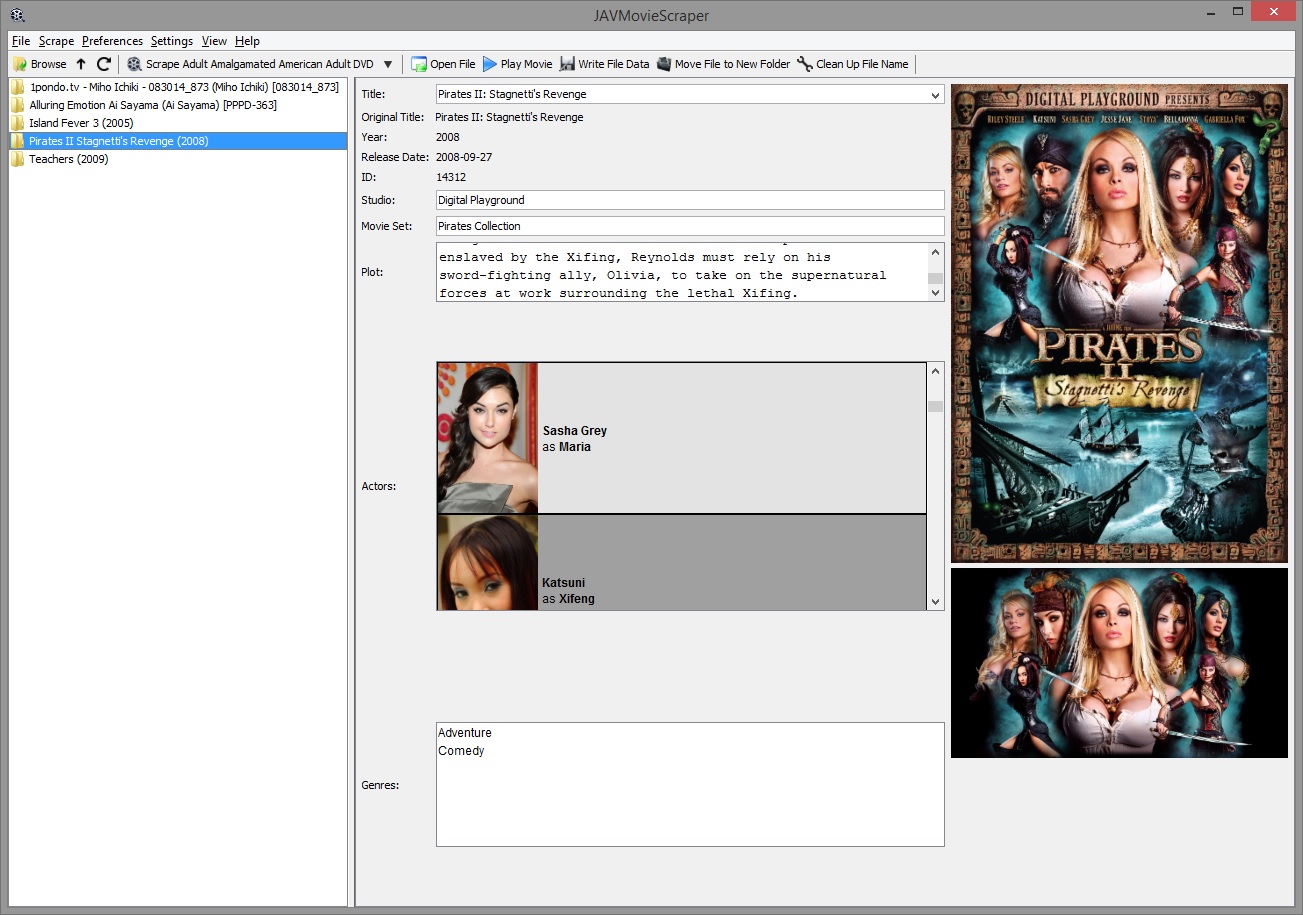 JAVMovieScraper
File Scrape Preferences Settings View Help
Browse Scrape Adult Amalgamated American Adult DVD Open File Play Movie Write File Data Move File to New Folder Clean Up File Name
1pondo.tv - Miho Ichiki - 083014_873 (Miho Ichiki) [083014_873]
Alluring Emotion Ai Sayama (Ai Sayama) [PPPD-363]
Island Fever 3 (2005)
Pirates II Stagnetti's Revenge (2008)
Teachers (2009)
Title: Pirates II: Stagnetti's Revenge
Original Title: Pirates II: Stagnetti's Revenge
Year: 2008
Release Date: 2008-09-27
ID: 14312
Studio: Digital Playground
Movie Set: Pirates Collection
Plot:
enslaved by the Xifing, Reynolds must rely on his
sword-fighting ally, Olivia, to take on the supernatural
forces at work surrounding the lethal Xifing.
Actors:
Sasha Grey
as Maria
Katsuni
as Xifeng
Genres:
Adventure
Comedy
DIGITAL PLAYGROUND PRESENTS
RILEY STEELE KATSUNI SASHA GREY JESSE JANE STOYA BELLADONNA GABRIELLA FOX
PIRATES
II
Stagnetti's Revenge